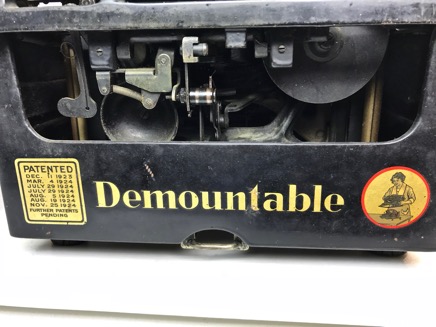 PATENTED
DEC. 11 1923
MAR. 4 1924
JULY 29 1924
JULY 29 1924
AUG. 5 1924
AUG. 19 1924
NOV. 25 1924
FURTHER PATENTS
PENDING
Demountable